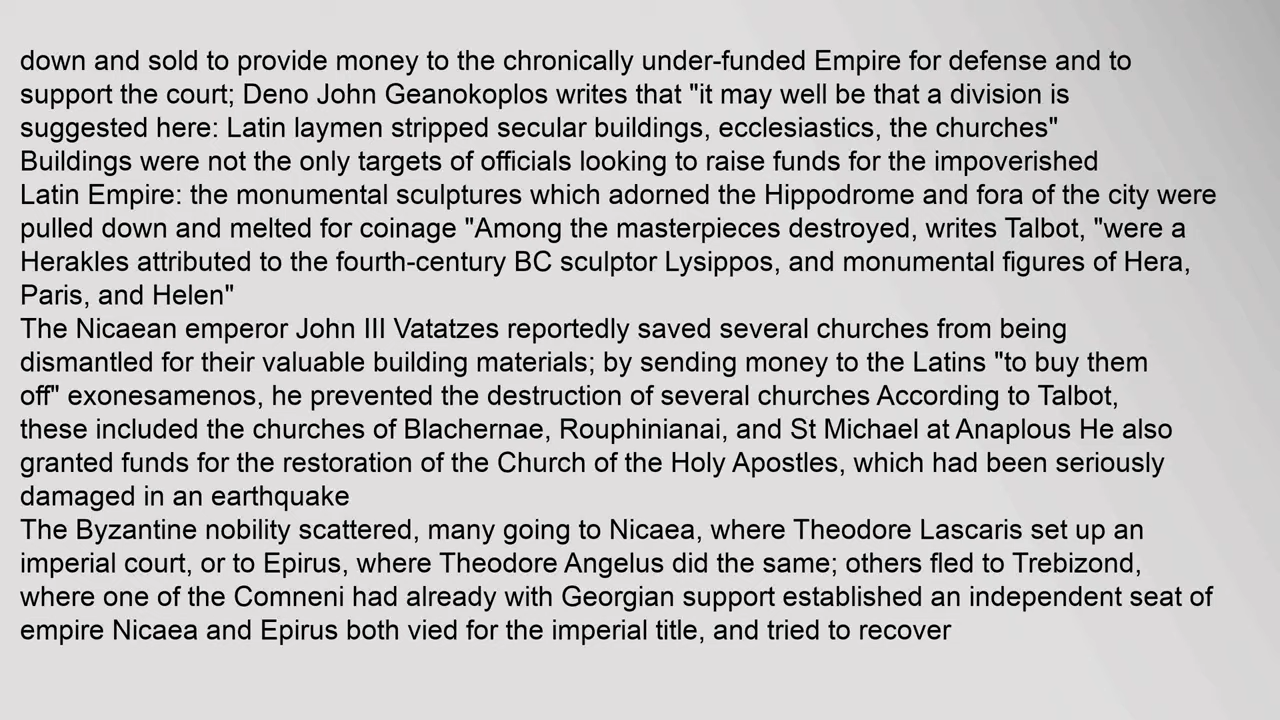 down and sold to provide money to the chronically under-funded Empire for defense and to
support the court; Deno John Geanokoplos writes that "it may well be that a division is
suggested here: Latin laymen stripped secular buildings, ecclesiastics, the churches"
Buildings were not the only targets of officials looking to raise funds for the impoverished
Latin Empire: the monumental sculptures which adorned the Hippodrome and fora of the city were
pulled down and melted for coinage "Among the masterpieces destroyed, writes Talbot, "were a
Herakles attributed to the fourth-century BC sculptor Lysippos, and monumental figures of Hera,
Paris, and Helen"
The Nicaean emperor John III Vatatzes reportedly saved several churches from being
dismantled for their valuable building materials; by sending money to the Latins "to buy them
off" exonesamenos, he prevented the destruction of several churches According to Talbot,
these included the churches of Blachernae, Rouphinianai, and St Michael at Anaplous He also
granted funds for the restoration of the Church of the Holy Apostles, which had been seriously
damaged in an earthquake
The Byzantine nobility scattered, many going to Nicaea, where Theodore Lascaris set up an
imperial court, or to Epirus, where Theodore Angelus did the same; others fled to Trebizond,
where one of the Comneni had already with Georgian support established an independent seat of
empire Nicaea and Epirus both vied for the imperial title, and tried to recover